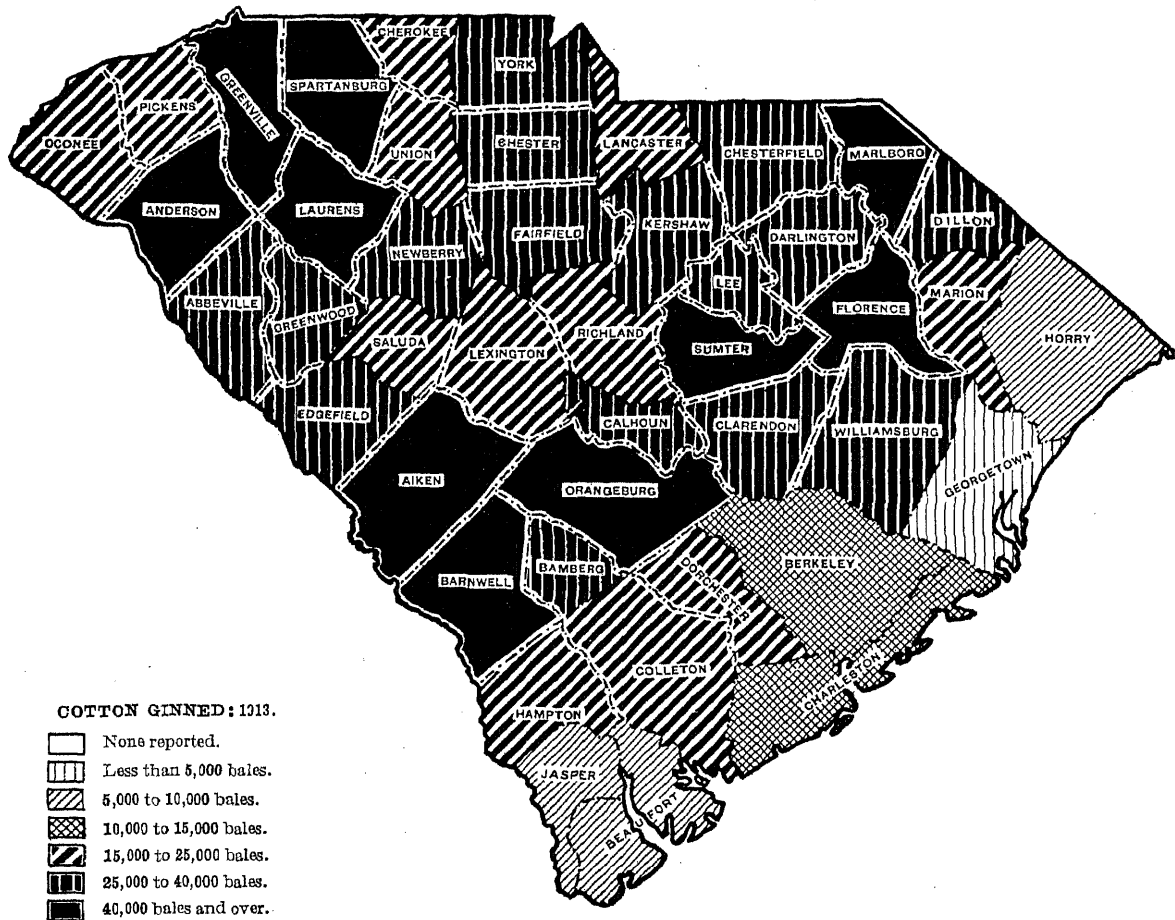 CHEROKEE
YORK
SPARTANBURG
GREENVILLE
PICKENS
OCONEE
UNION
CHESTER
LANCASTER
CHESTERFIELD
MARLBORO
ANDERSON
LAURENS
NEWBERRY
FAIRFIELD
KERSHAW
DARLINGTON
DILLON
LEE
ABBEVILLE
GREENWOOD
SALUDA
LEXINGTON
RICHLAND
SUMTER
FLORENCE
MARION
HORRY
EDGEFIELD
CALHOUN
CLARENDON
WILLIAMSBURG
GEORGETOWN
AIKEN
ORANGEBURG
BARNWELL
BAMBERG
DORCHESTER
BERKELEY
COLLETON
CHARLESTON
HAMPTON
JASPER
BEAUFORT
COTTON GINNED: 1913.
None reported.
Less than 5,000 bales.
5,000 to 10,000 bales.
10,000 to 15,000 bales.
15,000 to 25,000 bales.
25,000 to 40,000 bales.
40,000 bales and over.